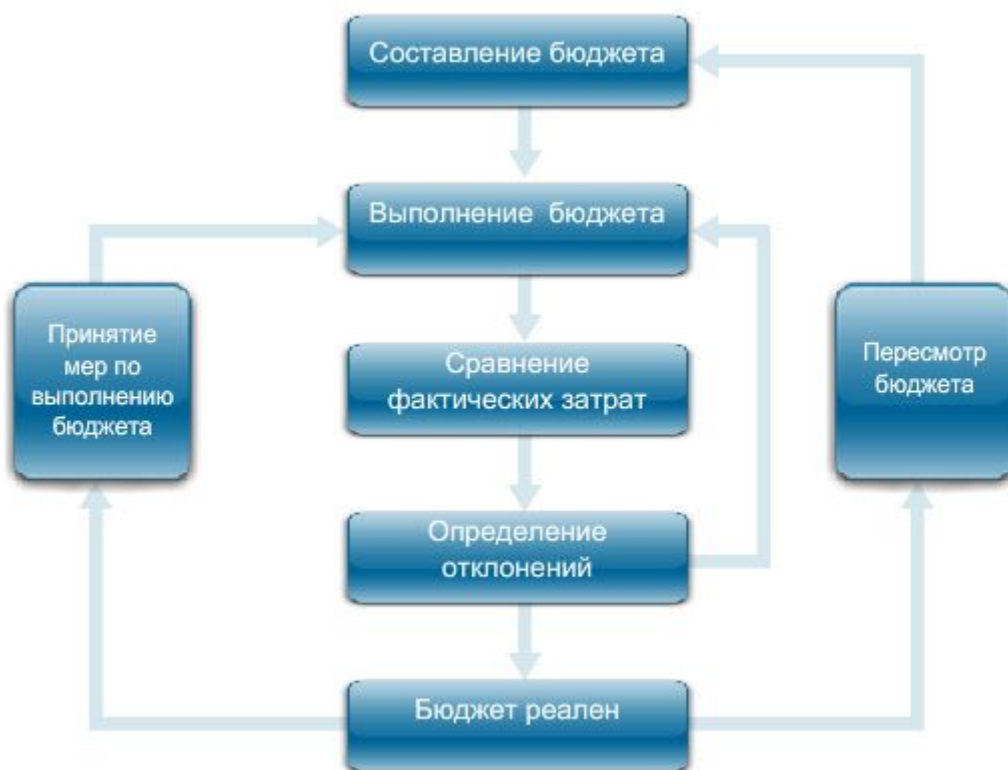 Составление бюджета
Выполнение бюджета
Принятие
мер по
выполнению
бюджета
Сравнение
фактических затрат
Пересмотр
бюджета
Определение
отклонений
Бюджет реален